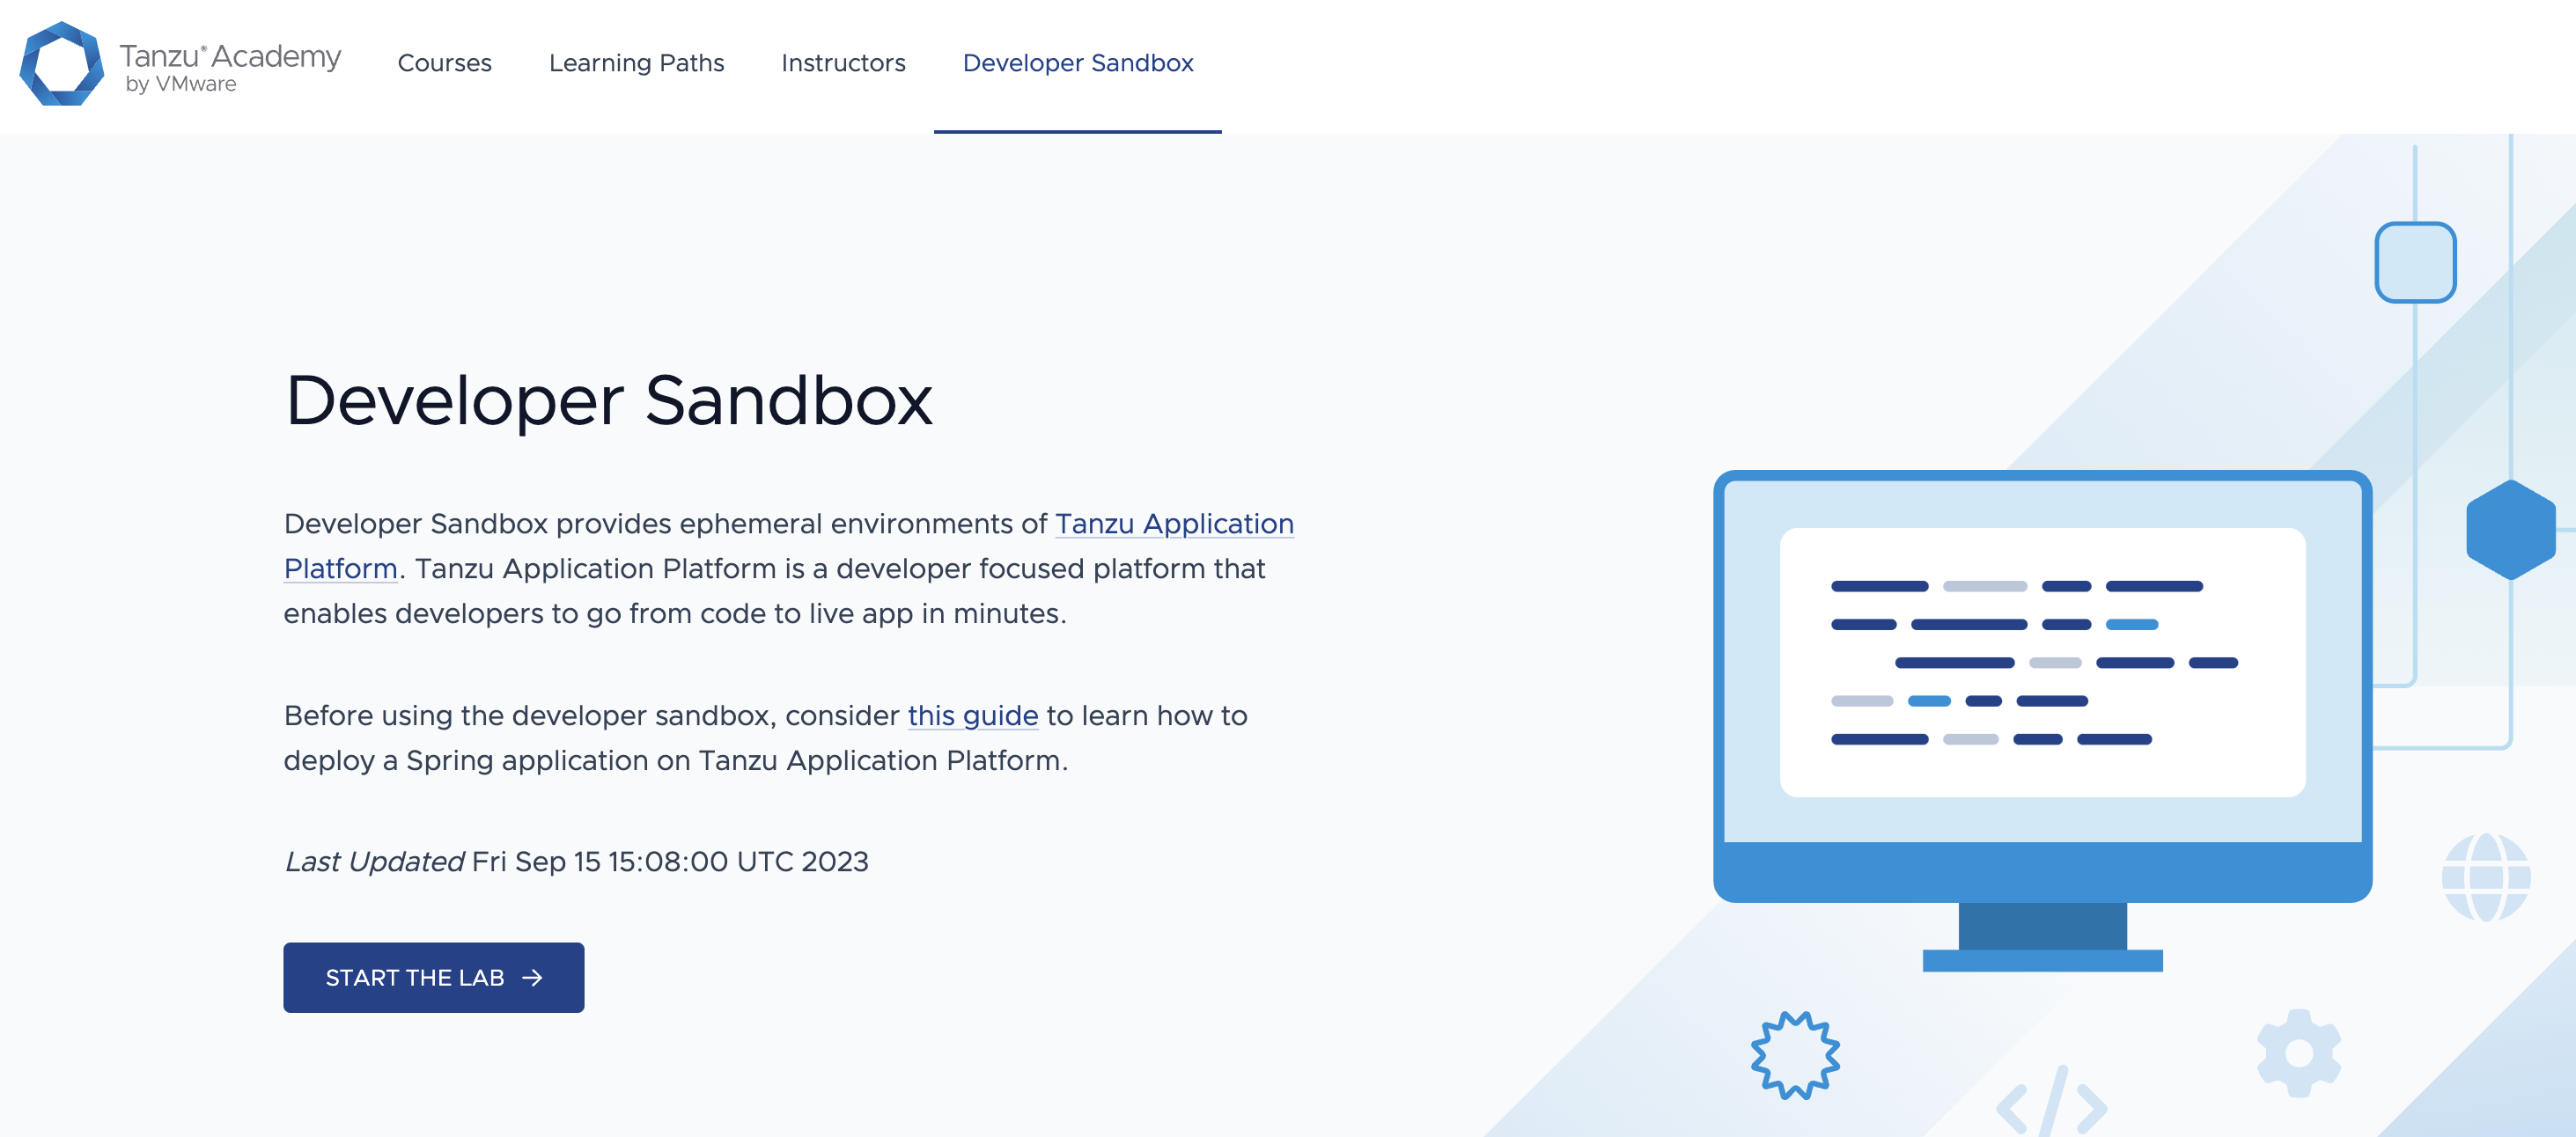 Tanzu® Academy
by VMware
Courses
Learning Paths
Instructors
Developer Sandbox
Developer Sandbox
Developer Sandbox provides ephemeral environments of Tanzu Application
Platform. Tanzu Application Platform is a developer focused platform that
enables developers to go from code to live app in minutes.
Before using the developer sandbox, consider this guide to learn how to
deploy a Spring application on Tanzu Application Platform.
Last Updated Fri Sep 15 15:08:00 UTC 2023
START THE LAB →